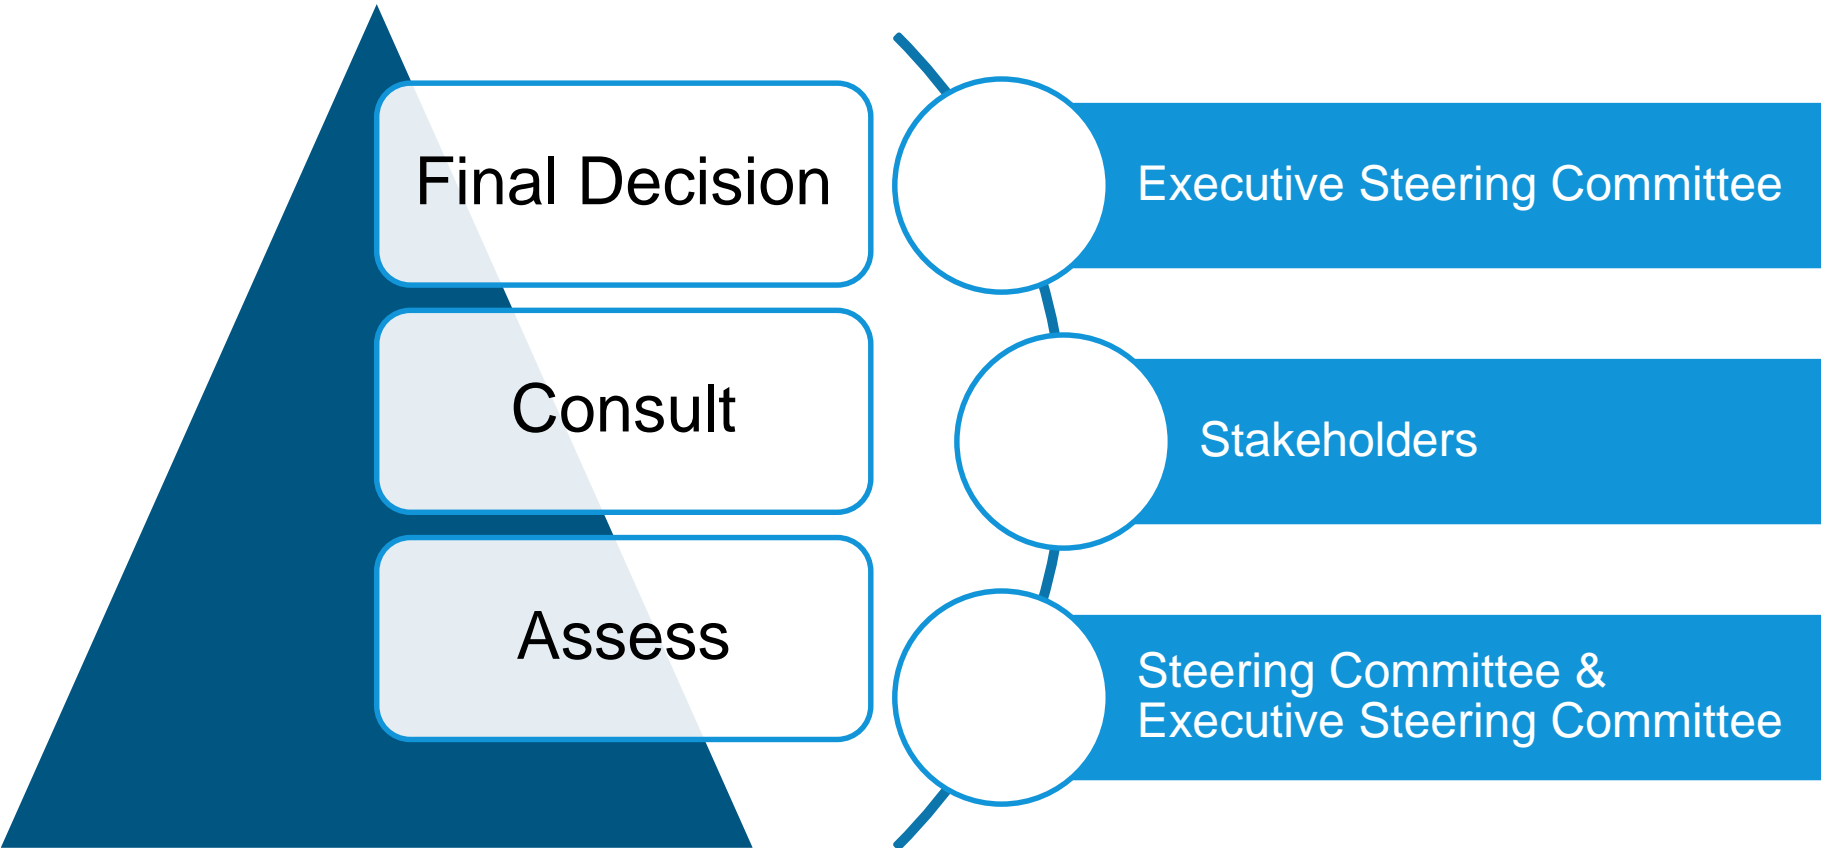 Final Decision
Executive Steering Committee
Consult
Stakeholders
Assess
Steering Committee &
Executive Steering Committee